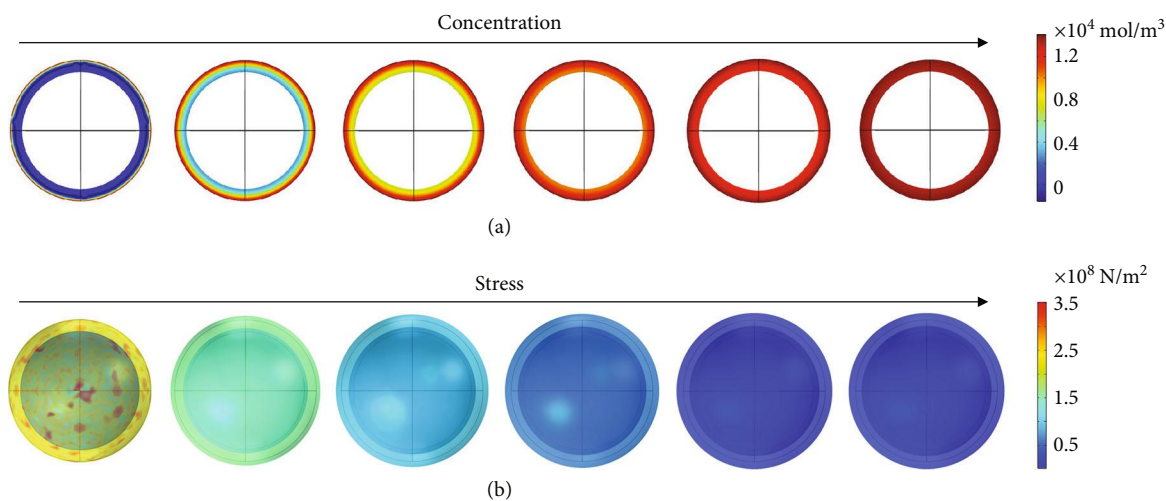 Concentration
×10⁴ mol/m³
1.2
0.8
0.4
0
(a)
Stress
×10⁸ N/m²
3.5
2.5
1.5
0.5
(b)